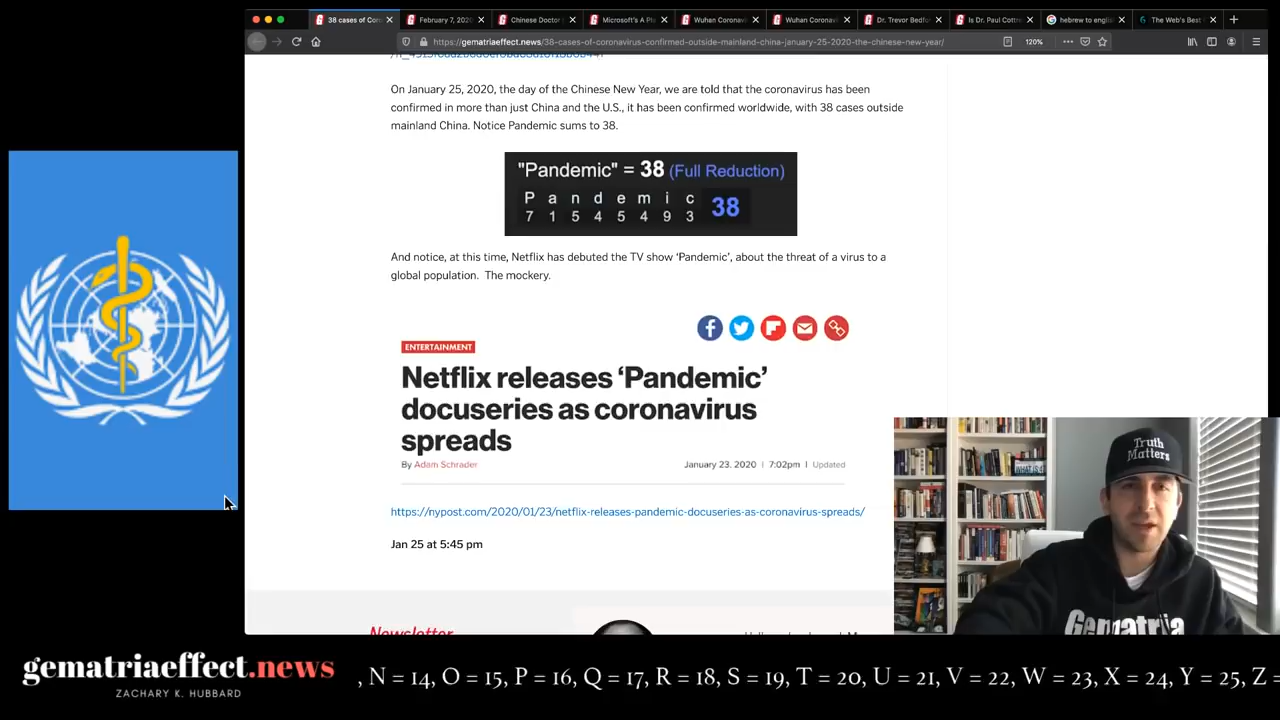 38 cases of Cor
February 7, 202
Chinese Doctor
Microsoft's A Pla
Wuhan Coronavi
Wuhan Coronavi
Dr. Trevor Bedfor
Is Dr. Paul Cottre
hebrew to englis
The Web's Best
https://gematriaeffect.news/38-cases-of-coronavirus-confirmed-outside-mainland-china-january-25-2020-the-chinese-new-year/
120%
On January 25, 2020, the day of the Chinese New Year, we are told that the coronavirus has been
confirmed in more than just China and the U.S., it has been confirmed worldwide, with 38 cases outside
mainland China. Notice Pandemic sums to 38.
"Pandemic" = 38 (Full Reduction)
P a n d e m i c
7 1 5 4 5 4 9 3
38
And notice, at this time, Netflix has debuted the TV show ‘Pandemic’, about the threat of a virus to a
global population. The mockery.
ENTERTAINMENT
Netflix releases ‘Pandemic’
docuseries as coronavirus
spreads
By Adam Schrader
January 23, 2020 | 7:02pm | Updated
https://nypost.com/2020/01/23/netflix-releases-pandemic-docuseries-as-coronavirus-spreads/
Jan 25 at 5:45 pm
Newsletter
Truth
Matters
Gematria
gematriaeffect.news
ZACHARY K. HUBBARD
, N = 14, O = 15, P = 16, Q = 17, R = 18, S = 19, T = 20, U = 21, V = 22, W = 23, X = 24, Y = 25, Z =